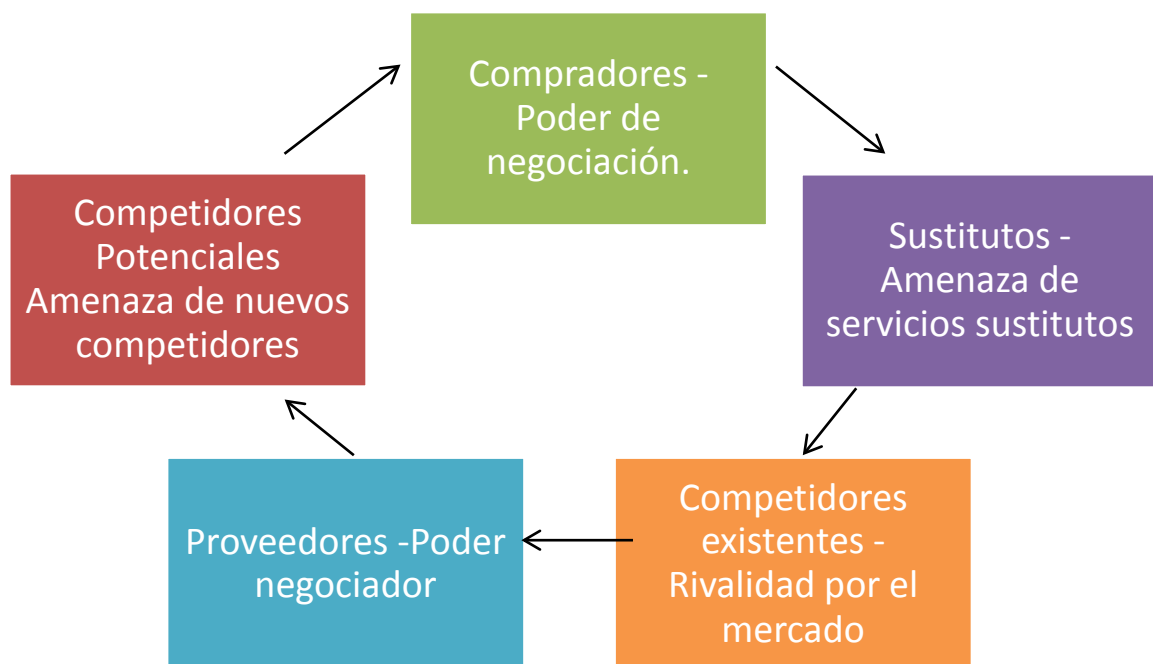 Compradores -
Poder de
negociación.
Sustitutos -
Amenaza de
servicios sustitutos
Competidores
existentes -
Rivalidad por el
mercado
Proveedores -Poder
negociador
Competidores
Potenciales
Amenaza de nuevos
competidores